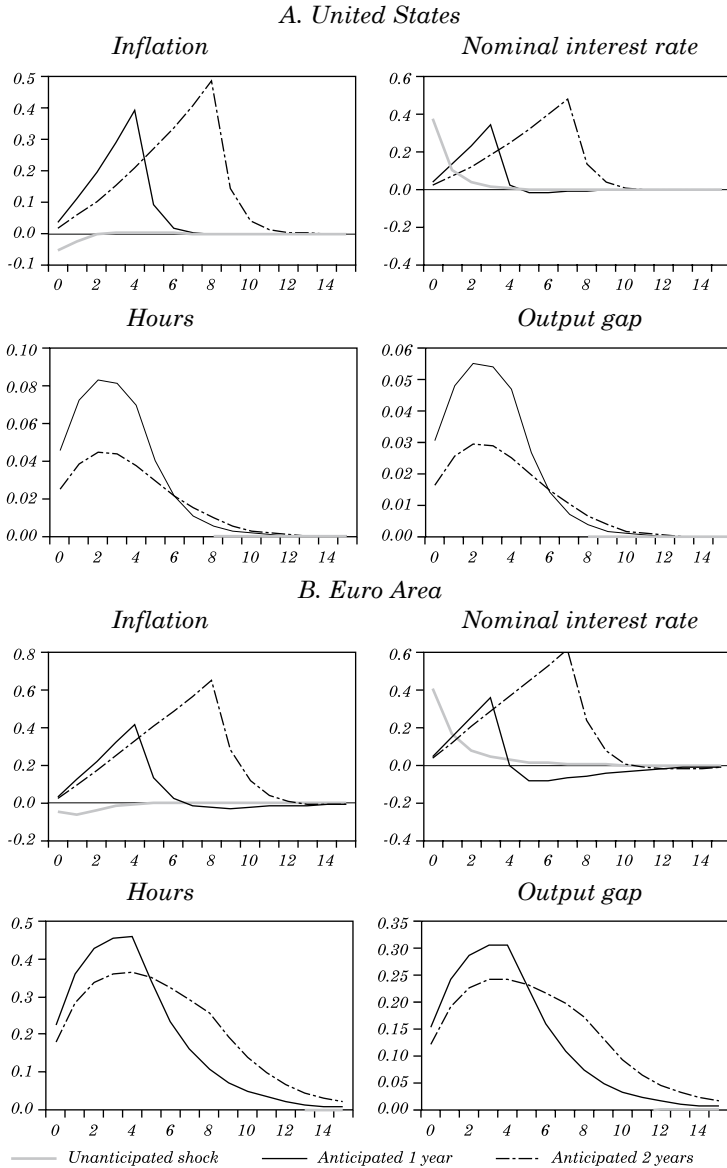 A. United States
Inflation
Nominal interest rate
0.5
0.4
0.3
0.2
0.1
0.0
-0.1
0 2 4 6 8 10 12 14
0.6
0.4
0.2
0.0
-0.2
-0.4
0 2 4 6 8 10 12 14
Hours
Output gap
0.10
0.08
0.06
0.04
0.02
0.00
0 2 4 6 8 10 12 14
0.06
0.05
0.04
0.03
0.02
0.01
0.00
0 2 4 6 8 10 12 14
B. Euro Area
Inflation
Nominal interest rate
0.8
0.6
0.4
0.2
0.0
-0.2
0 2 4 6 8 10 12 14
0.6
0.4
0.2
0.0
-0.2
-0.4
0 2 4 6 8 10 12 14
Hours
Output gap
0.5
0.4
0.3
0.2
0.1
0.0
0 2 4 6 8 10 12 14
0.35
0.30
0.25
0.20
0.15
0.10
0.05
0.00
0 2 4 6 8 10 12 14
Unanticipated shock Anticipated 1 year Anticipated 2 years